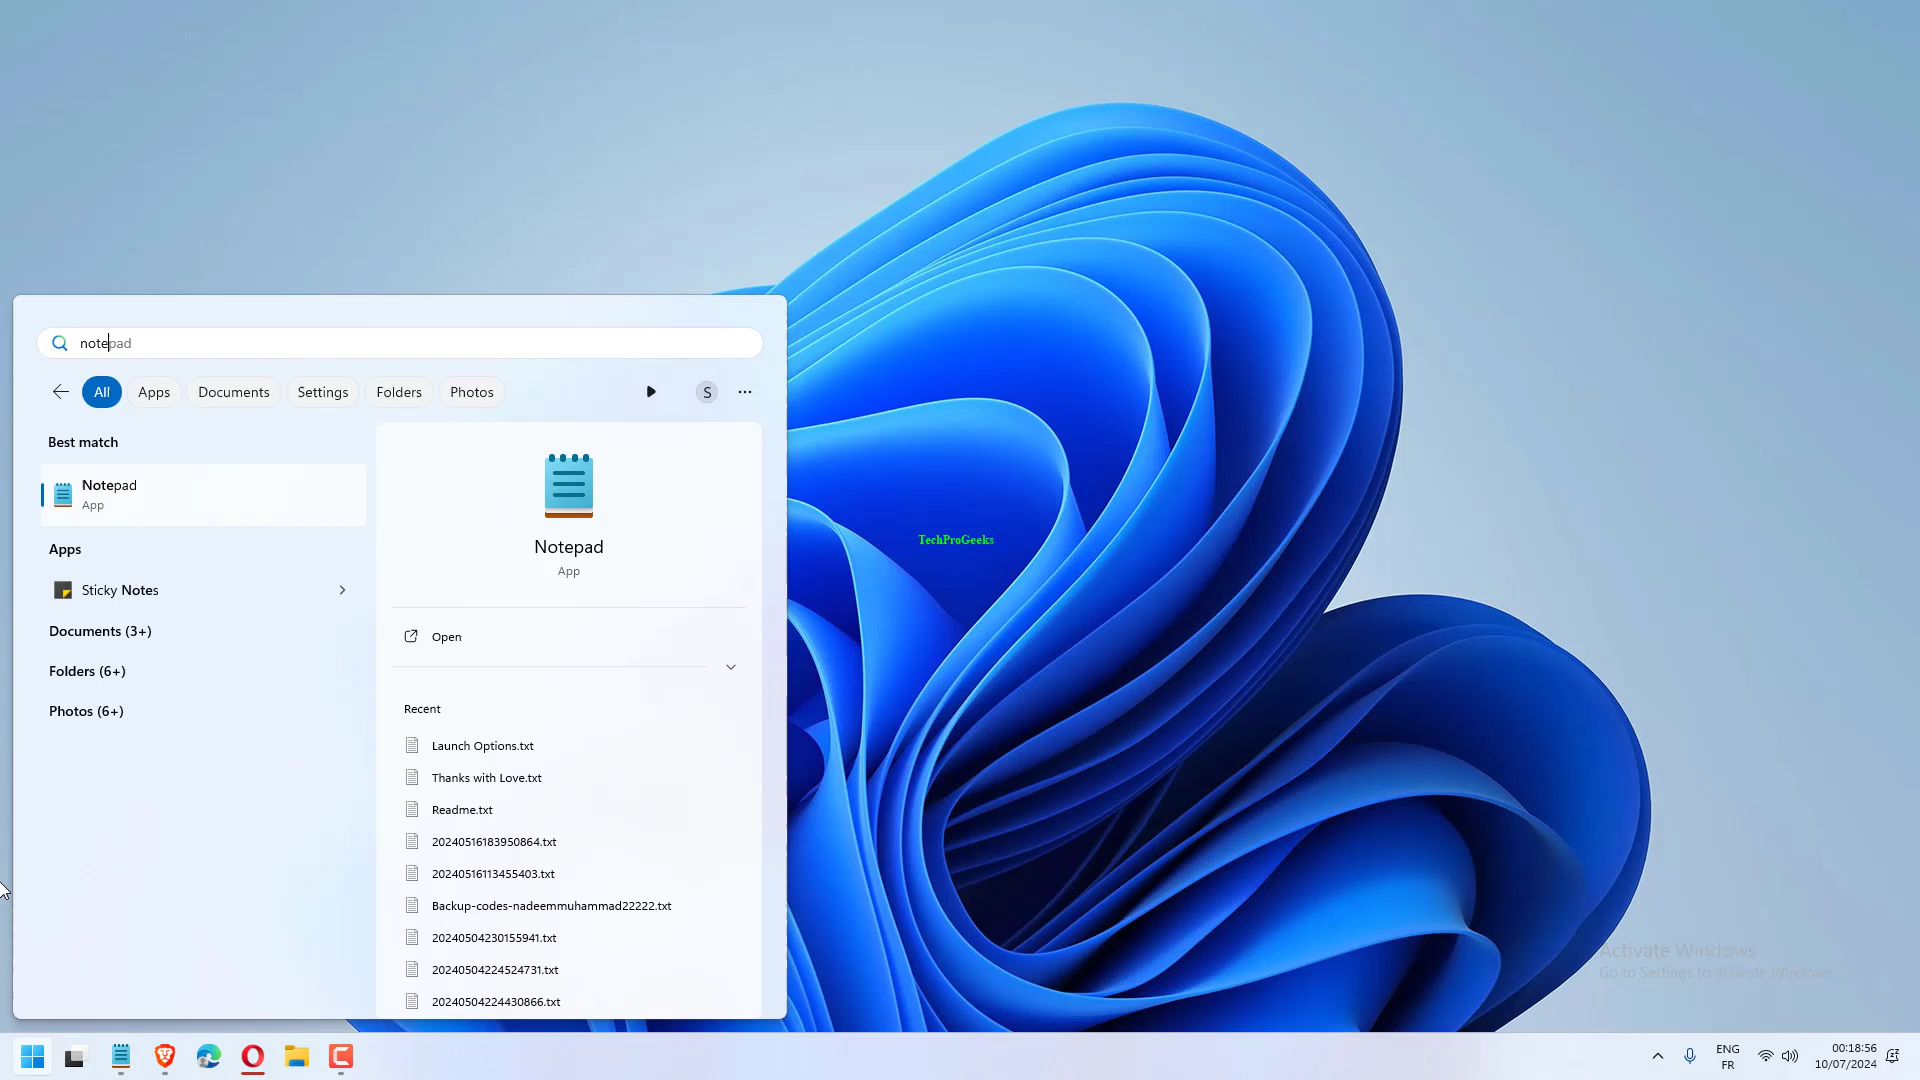 notepad
All Apps Documents Settings Folders Photos S ...
Best match
Notepad
App
Apps
Sticky Notes
Documents (3+)
Folders (6+)
Photos (6+)
Notepad
App
Open
Recent
Launch Options.txt
Thanks with Love.txt
Readme.txt
20240516183950864.txt
20240516113455403.txt
Backup-codes-nadeemmuhammad22222.txt
20240504230155941.txt
20240504224524731.txt
20240504224430866.txt
TechProGeeks
Activate Windows
Go to Settings to activate Windows.
ENG
FR
00:18:56
10/07/2024